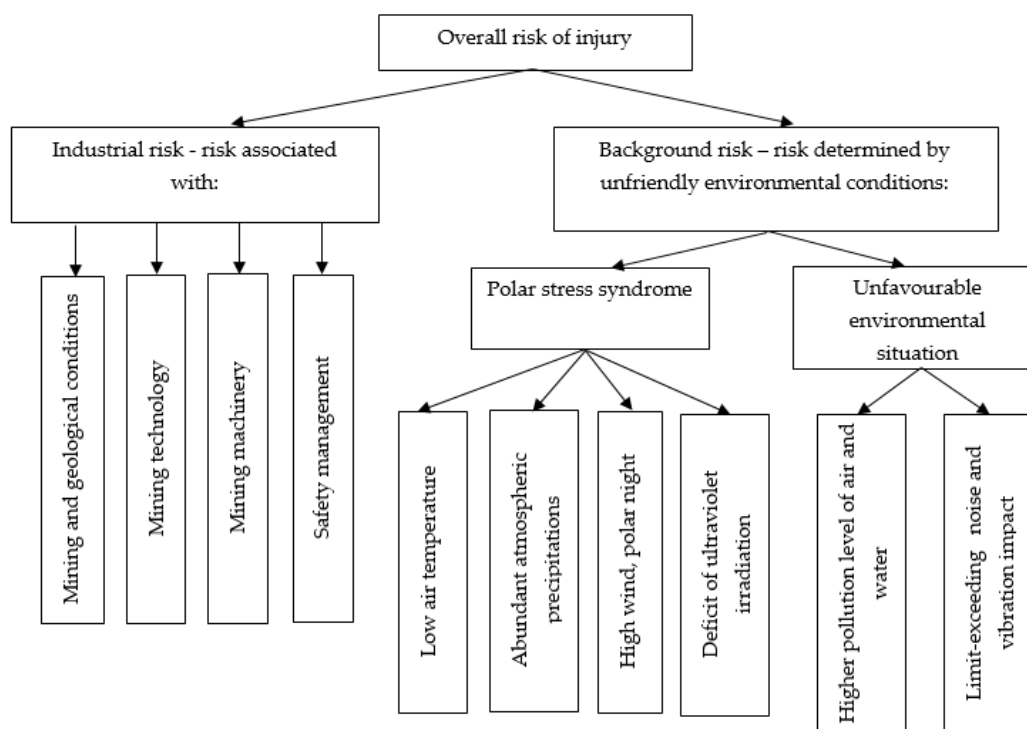 Overall risk of injury
Industrial risk - risk associated
with:
Background risk – risk determined by
unfriendly environmental conditions:
Mining and geological conditions
Mining technology
Mining machinery
Safety management
Polar stress syndrome
Unfavourable
environmental
situation
Low air temperature
Abundant atmospheric
precipitations
High wind, polar night
Deficit of ultraviolet
irradiation
Higher pollution level of air and
water
Limit-exceeding noise and
vibration impact